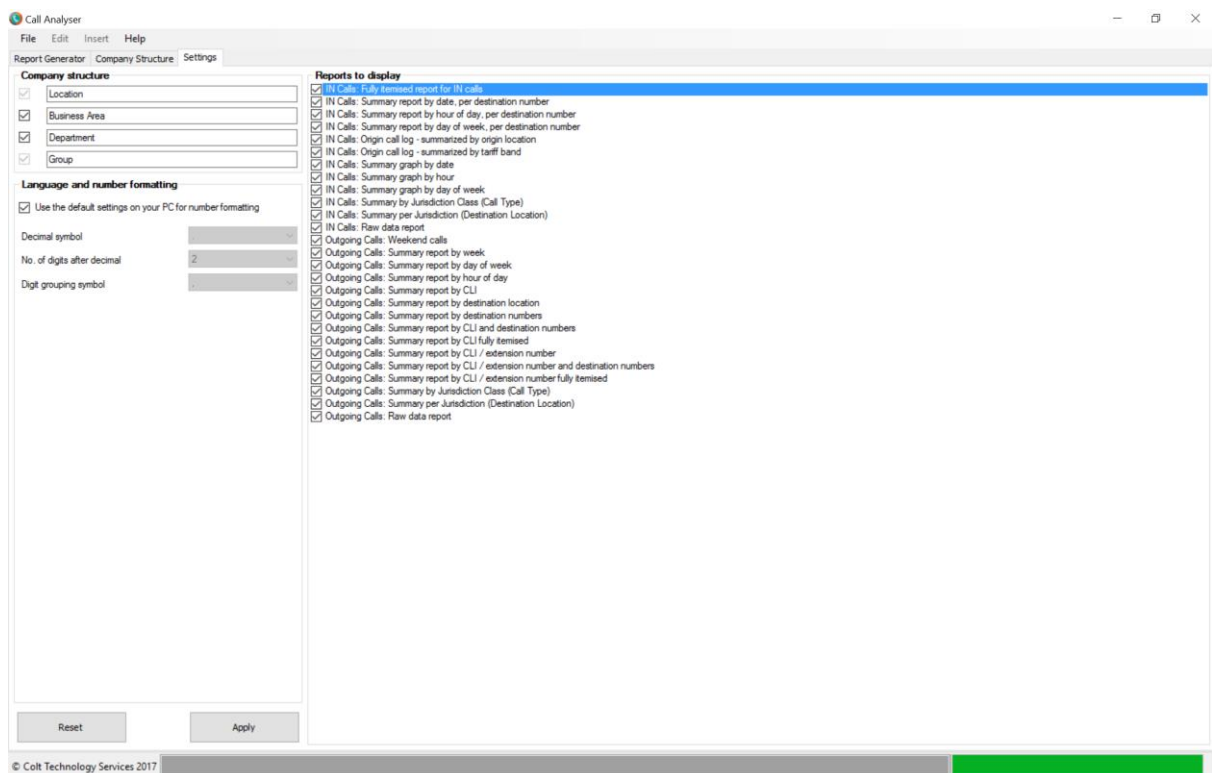 Call Analyser
File Edit Insert Help
Report Generator Company Structure Settings
Company structure
Location
Business Area
Department
Group
Language and number formatting
Use the default settings on your PC for number formatting
Decimal symbol .
No. of digits after decimal 2
Digit grouping symbol ,
Reset Apply
Reports to display
IN Calls: Fully itemised report for IN calls
IN Calls: Summary report by date, per destination number
IN Calls: Summary report by hour of day, per destination number
IN Calls: Summary report by day of week, per destination number
IN Calls: Origin call log - summarized by origin location
IN Calls: Origin call log - summarized by tariff band
IN Calls: Summary graph by date
IN Calls: Summary graph by hour
IN Calls: Summary graph by day of week
IN Calls: Summary by Jurisdiction Class (Call Type)
IN Calls: Summary per Jurisdiction (Destination Location)
IN Calls: Raw data report
Outgoing Calls: Weekend calls
Outgoing Calls: Summary report by week
Outgoing Calls: Summary report by day of week
Outgoing Calls: Summary report by hour of day
Outgoing Calls: Summary report by CLI
Outgoing Calls: Summary report by destination location
Outgoing Calls: Summary report by destination numbers
Outgoing Calls: Summary report by CLI and destination numbers
Outgoing Calls: Summary report by CLI fully itemised
Outgoing Calls: Summary report by CLI / extension number
Outgoing Calls: Summary report by CLI / extension number and destination numbers
Outgoing Calls: Summary report by CLI / extension number fully itemised
Outgoing Calls: Summary by Jurisdiction Class (Call Type)
Outgoing Calls: Summary per Jurisdiction (Destination Location)
Outgoing Calls: Raw data report
© Colt Technology Services 2017